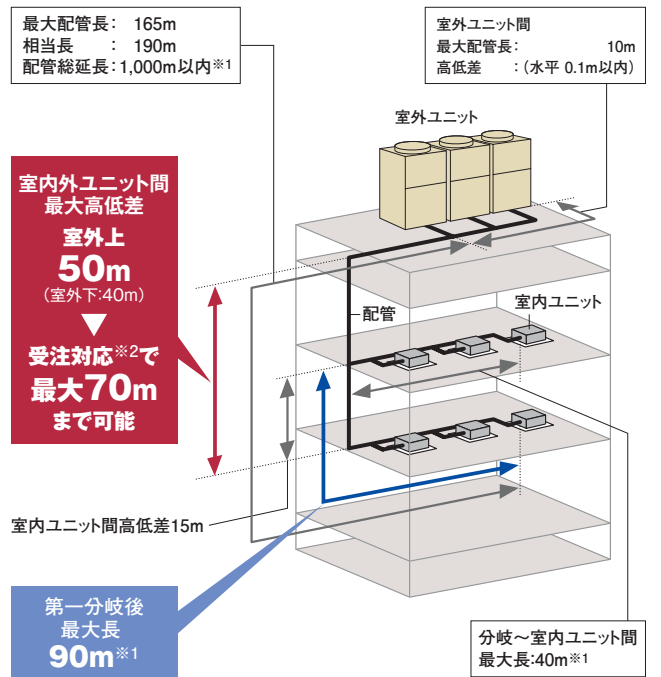 最大配管長: 165m
相当長 : 190m
配管総延長:1,000m以内※1
室外ユニット間
最大配管長: 10m
高低差 :(水平 0.1m以内)
室外ユニット
室内外ユニット間
最大高低差
室外上
50m
(室外下:40m)
受注対応※2で
最大70m
まで可能
配管
室内ユニット
室内ユニット間高低差15m
第一分岐後
最大長
90m※1
分岐～室内ユニット間
最大長:40m※1